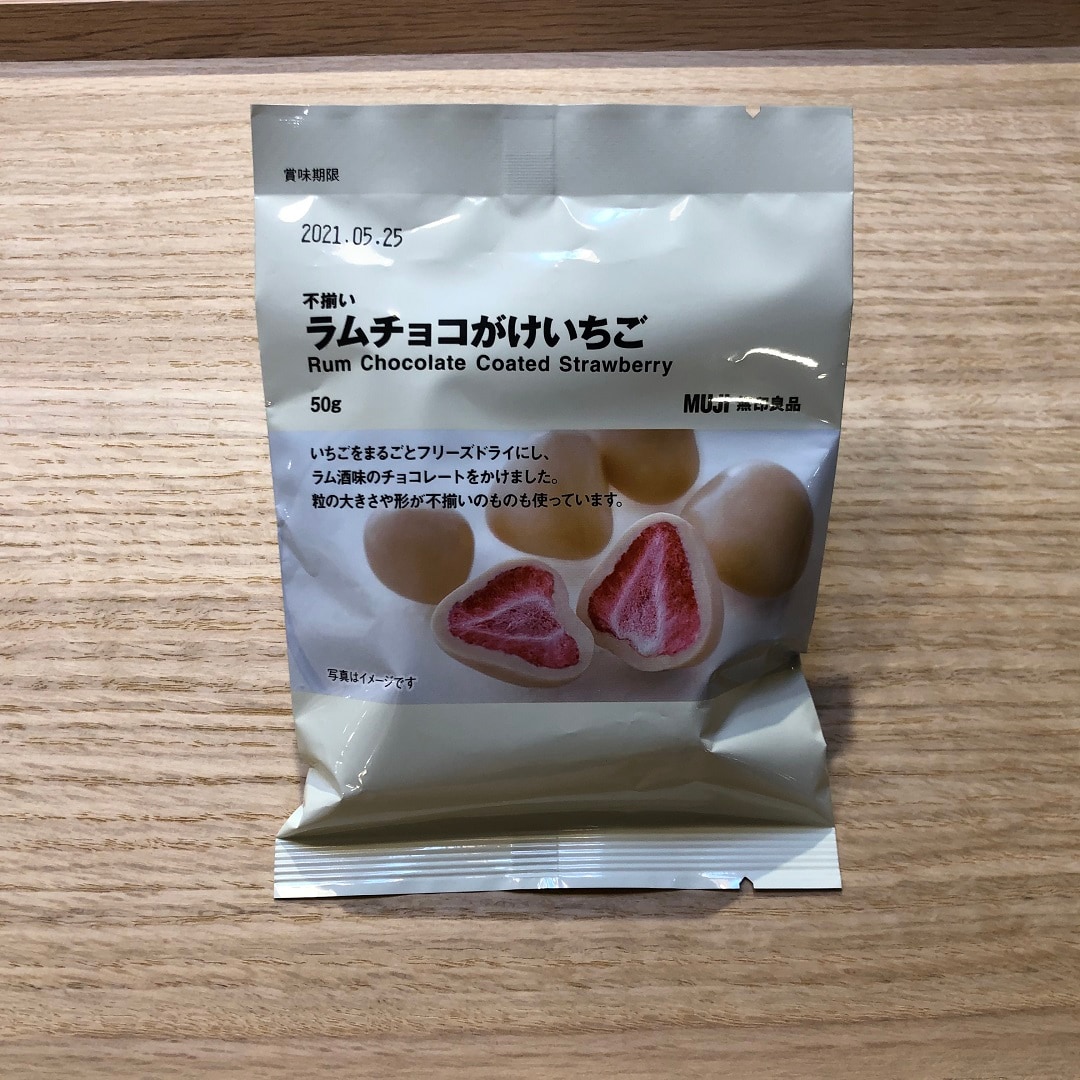 賞味期限
2021.05.25
不揃い
ラムチョコがけいちご
Rum Chocolate Coated Strawberry
50g
MUJI 無印良品
いちごをまるごとフリーズドライにし、
ラム酒味のチョコレートをかけました。
粒の大きさや形が不揃いのものも使っています。
写真はイメージです